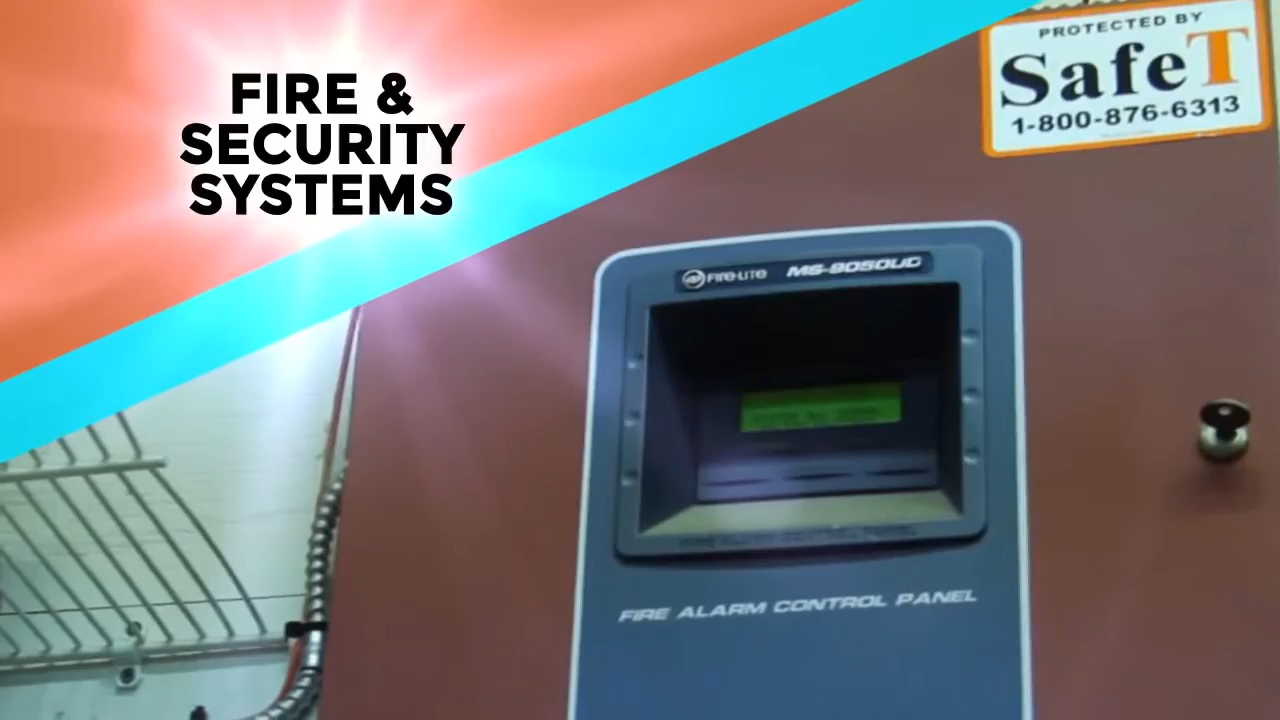 FIRE &
SECURITY
SYSTEMS
PROTECTED BY
SafeT
1-800-876-6313
FIRE-LITE MS-9050UD
FIRE ALARM CONTROL PANEL